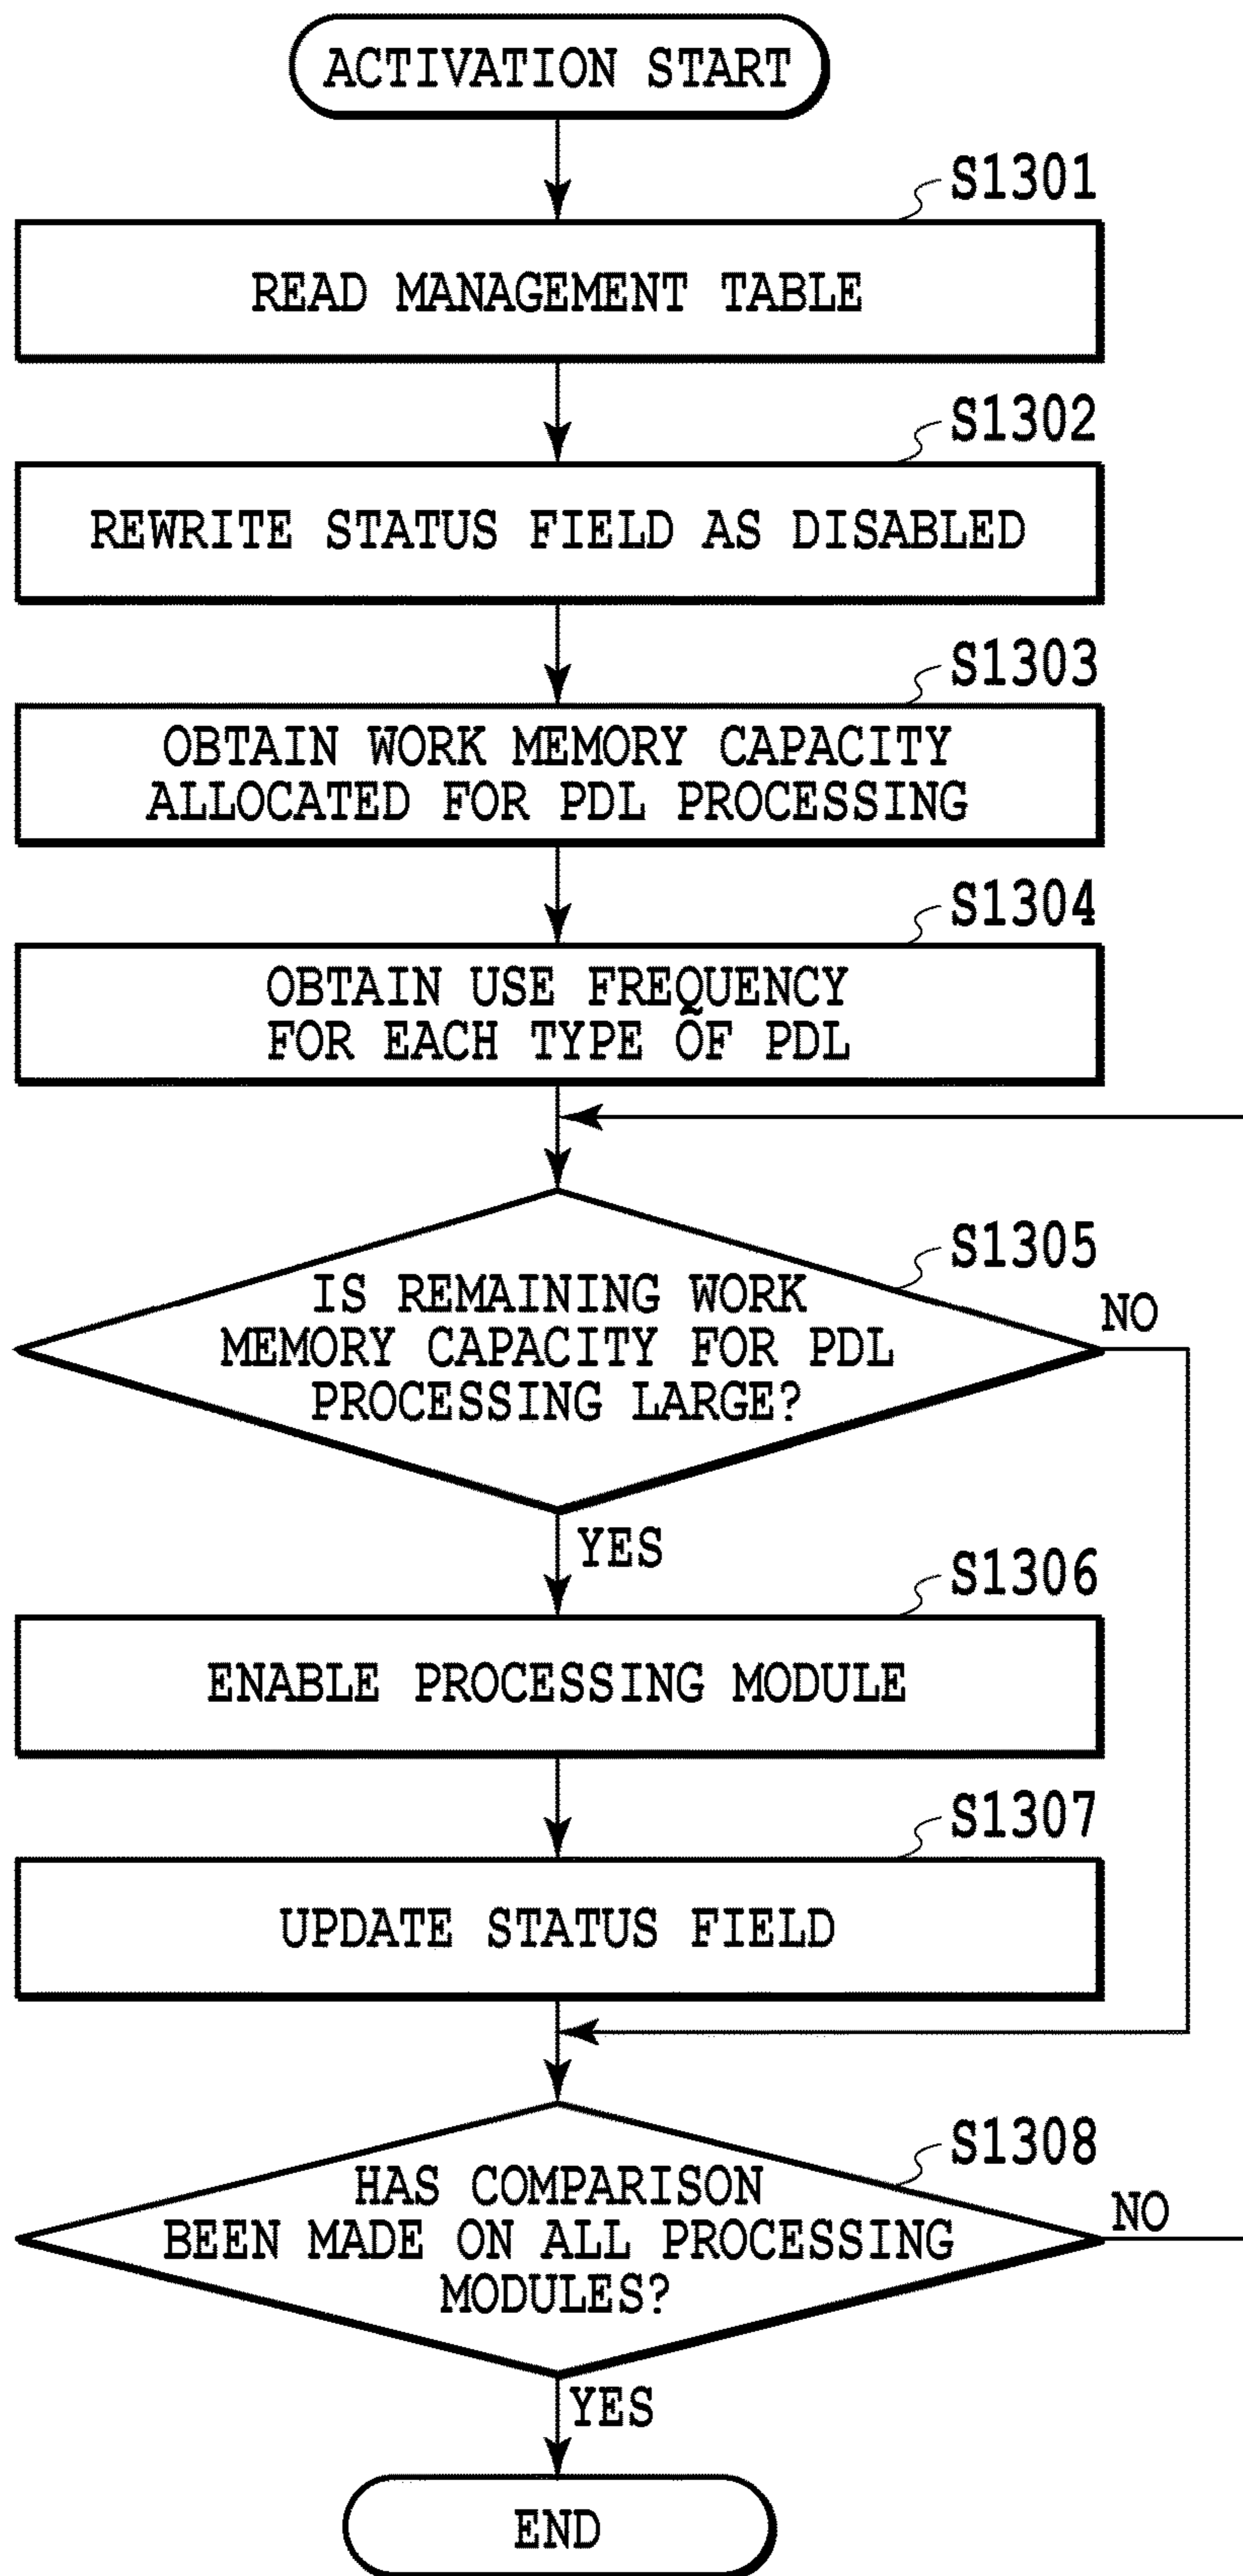 ACTIVATION START
S1301
READ MANAGEMENT TABLE
S1302
REWRITE STATUS FIELD AS DISABLED
S1303
OBTAIN WORK MEMORY CAPACITY
ALLOCATED FOR PDL PROCESSING
S1304
OBTAIN USE FREQUENCY
FOR EACH TYPE OF PDL
S1305
IS REMAINING WORK
MEMORY CAPACITY FOR PDL
PROCESSING LARGE?
NO
YES
S1306
ENABLE PROCESSING MODULE
S1307
UPDATE STATUS FIELD
S1308
HAS COMPARISON
BEEN MADE ON ALL PROCESSING
MODULES?
NO
YES
END